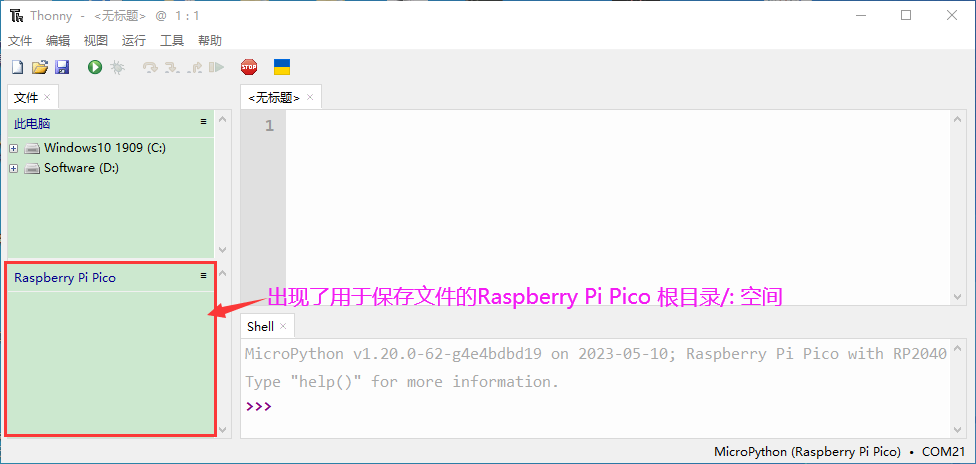 Thonny - <无标题> @ 1 : 1
文件 编辑 视图 运行 工具 帮助
STOP
文件
<无标题>
此电脑
1
Windows10 1909 (C:)
Software (D:)
Raspberry Pi Pico
出现了用于保存文件的Raspberry Pi Pico 根目录/: 空间
Shell
MicroPython v1.20.0-62-g4e4bdbd19 on 2023-05-10; Raspberry Pi Pico with RP2040
Type "help()" for more information.
>>>
MicroPython (Raspberry Pi Pico) • COM21